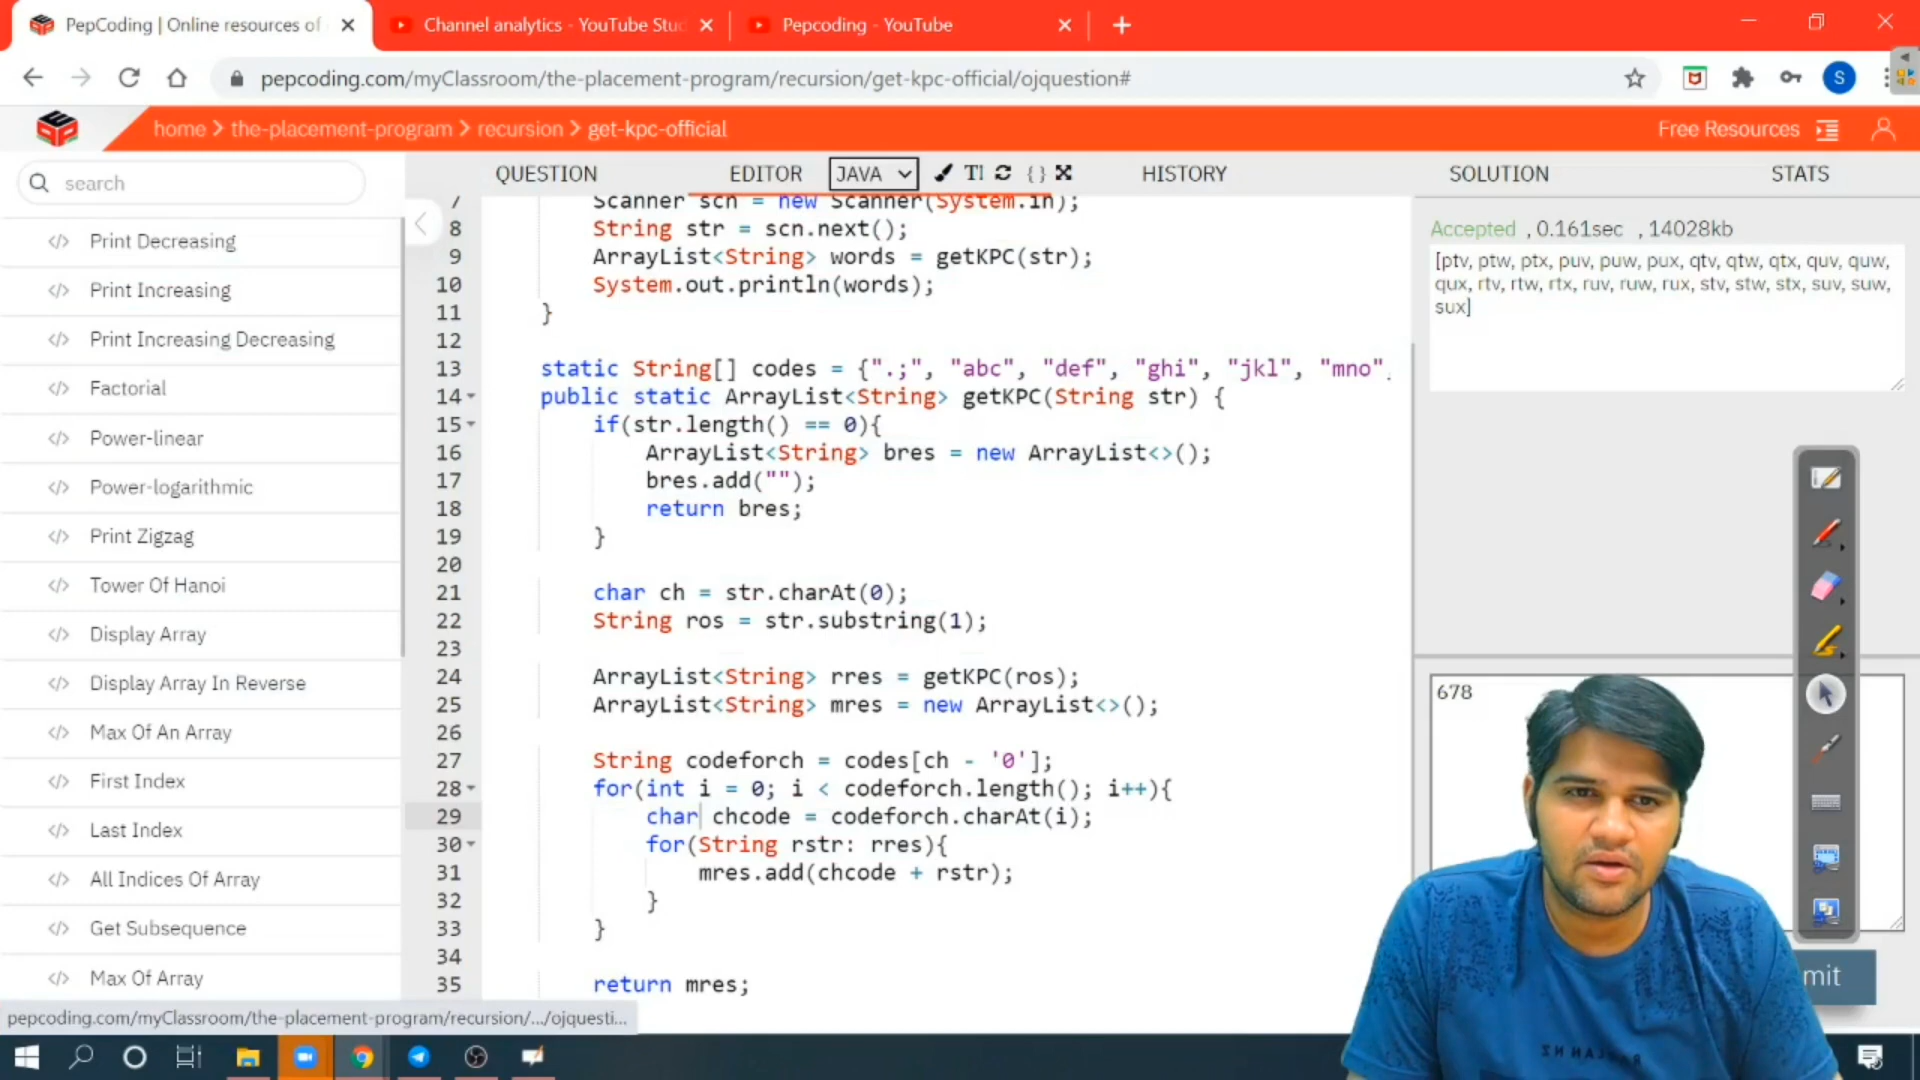 PepCoding | Online resources of
Channel analytics - YouTube Stud
Pepcoding - YouTube
pepcoding.com/myClassroom/the-placement-program/recursion/get-kpc-official/ojquestion#
S
home > the-placement-program > recursion > get-kpc-official
Free Resources
search
QUESTION
EDITOR
JAVA
HISTORY
SOLUTION
STATS
Print Decreasing
Print Increasing
Print Increasing Decreasing
Factorial
Power-linear
Power-logarithmic
Print Zigzag
Tower Of Hanoi
Display Array
Display Array In Reverse
Max Of An Array
First Index
Last Index
All Indices Of Array
Get Subsequence
Max Of Array
7 Scanner scn = new Scanner(System.in);
8 String str = scn.next();
9 ArrayList<String> words = getKPC(str);
10 System.out.println(words);
11 }
12
13 static String[] codes = {".;", "abc", "def", "ghi", "jkl", "mno",
14 public static ArrayList<String> getKPC(String str) {
15 if(str.length() == 0){
16 ArrayList<String> bres = new ArrayList<>();
17 bres.add("");
18 return bres;
19 }
20
21 char ch = str.charAt(0);
22 String ros = str.substring(1);
23
24 ArrayList<String> rres = getKPC(ros);
25 ArrayList<String> mres = new ArrayList<>();
26
27 String codeforch = codes[ch - '0'];
28 for(int i = 0; i < codeforch.length(); i++){
29 char chcode = codeforch.charAt(i);
30 for(String rstr: rres){
31 mres.add(chcode + rstr);
32 }
33 }
34
35 return mres;
Accepted , 0.161sec , 14028kb
[ptv, ptw, ptx, puv, puw, pux, qtv, qtw, qtx, quv, quw,
qux, rtv, rtw, rtx, ruv, ruw, rux, stv, stw, stx, suv, suw,
sux]
678
mit
pepcoding.com/myClassroom/the-placement-program/recursion/.../ojquesti...